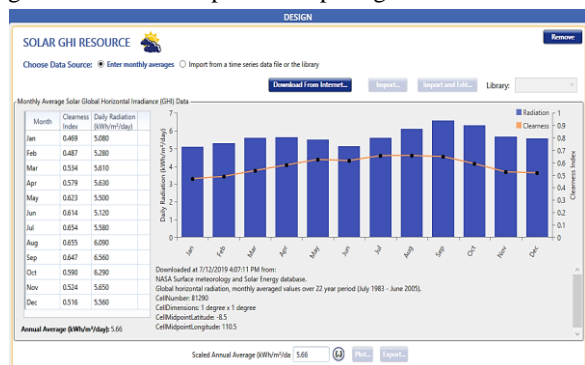 DESIGN
SOLAR GHI RESOURCE
Remove
Choose Data Source: Enter monthly averages Import from a time series data file or the library
Download From Internet... Import... Import and Edit... Library:
Monthly Average Solar Global Horizontal Irradiance (GHI) Data
Month Clearness Index Daily Radiation (kWh/m²/day)
Jan 0.469 5.080
Feb 0.487 5.280
Mar 0.534 5.610
Apr 0.579 5.630
May 0.623 5.500
Jun 0.614 5.120
Jul 0.654 5.580
Aug 0.655 6.090
Sep 0.647 6.560
Oct 0.590 6.290
Nov 0.524 5.650
Dec 0.516 5.560
Annual Average (kWh/m²/day): 5.66
Daily Radiation (kWh/m²/day)
7
6
5
4
3
2
1
0
Jan Feb Mar Apr May Jun Jul Aug Sep Oct Nov Dec
Radiation
Clearness
1
0.9
0.8
0.7
0.6
0.5
0.4
0.3
0.2
0.1
0
Clearness Index
Downloaded at 7/12/2019 4:07:11 PM from:
NASA Surface meteorology and Solar Energy database.
Global horizontal radiation, monthly averaged values over 22 year period (July 1983 - June 2005).
CellNumber: 81290
CellDimensions: 1 degree x 1 degree
CellMidpointLatitude: -8.5
CellMidpointLongitude: 110.5
Scaled Annual Average (kWh/m²/da 5.66 Plot... Export...